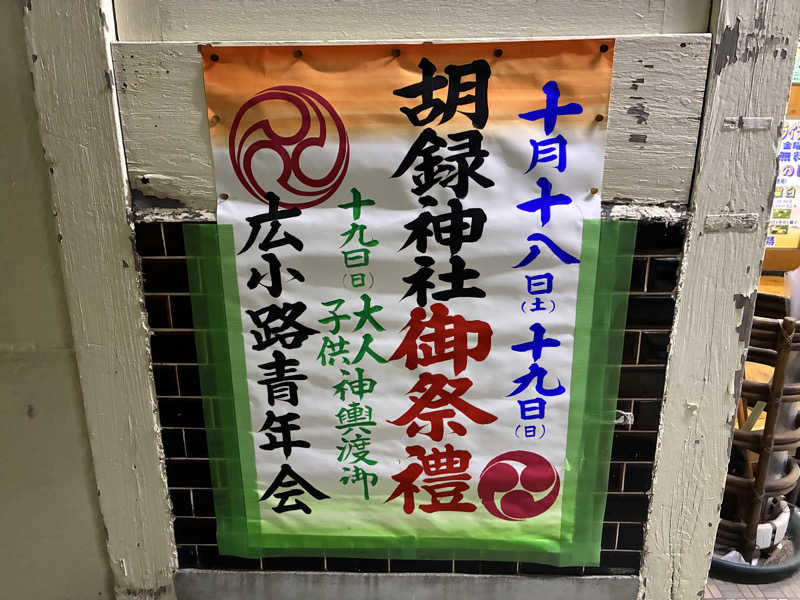 十月十八日(土)十九日(日)
胡録神社御祭禮
十九日(日)大人子供神輿渡御
広小路青年会